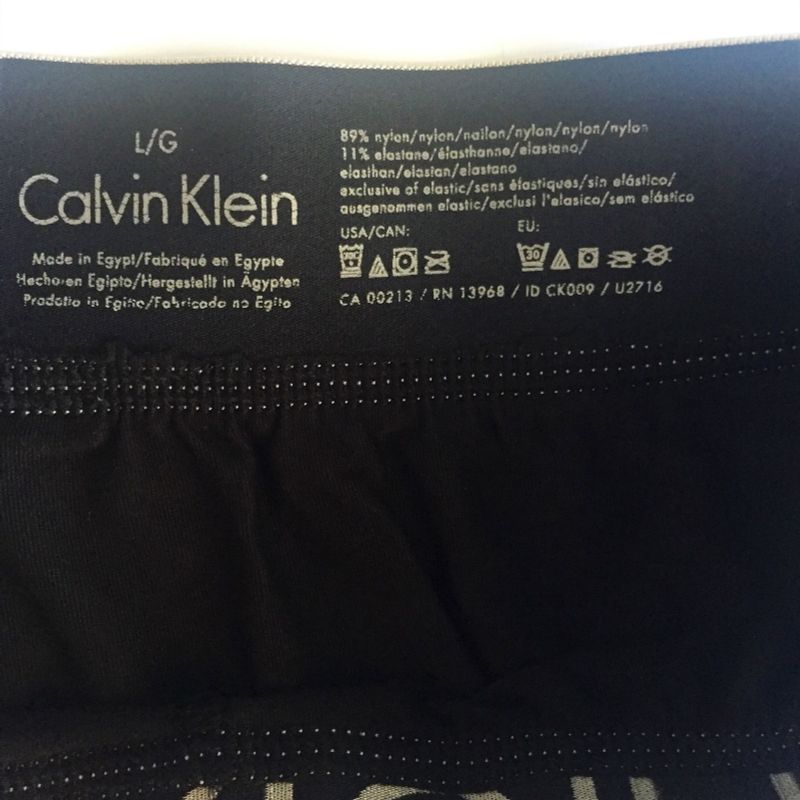 L/G
Calvin Klein
Made in Egypt/Fabriqué en Egypte
Hecho en Egipto/Hergestellt in Ägypten
Prodotto in Egitto/Fabricado no Egito
89% nylon/nylon/nailon/nylon/nylon/nylon
11% elastane/élasthanne/elastano/
elasthan/elastan/elastano
exclusive of elastic/sans élastiques/sin elástico/
ausgenommen elastic/exclusi l'elasico/sem elástico
USA/CAN:
EU:
30
CA 00213 / RN 13968 / ID CK009 / U2716